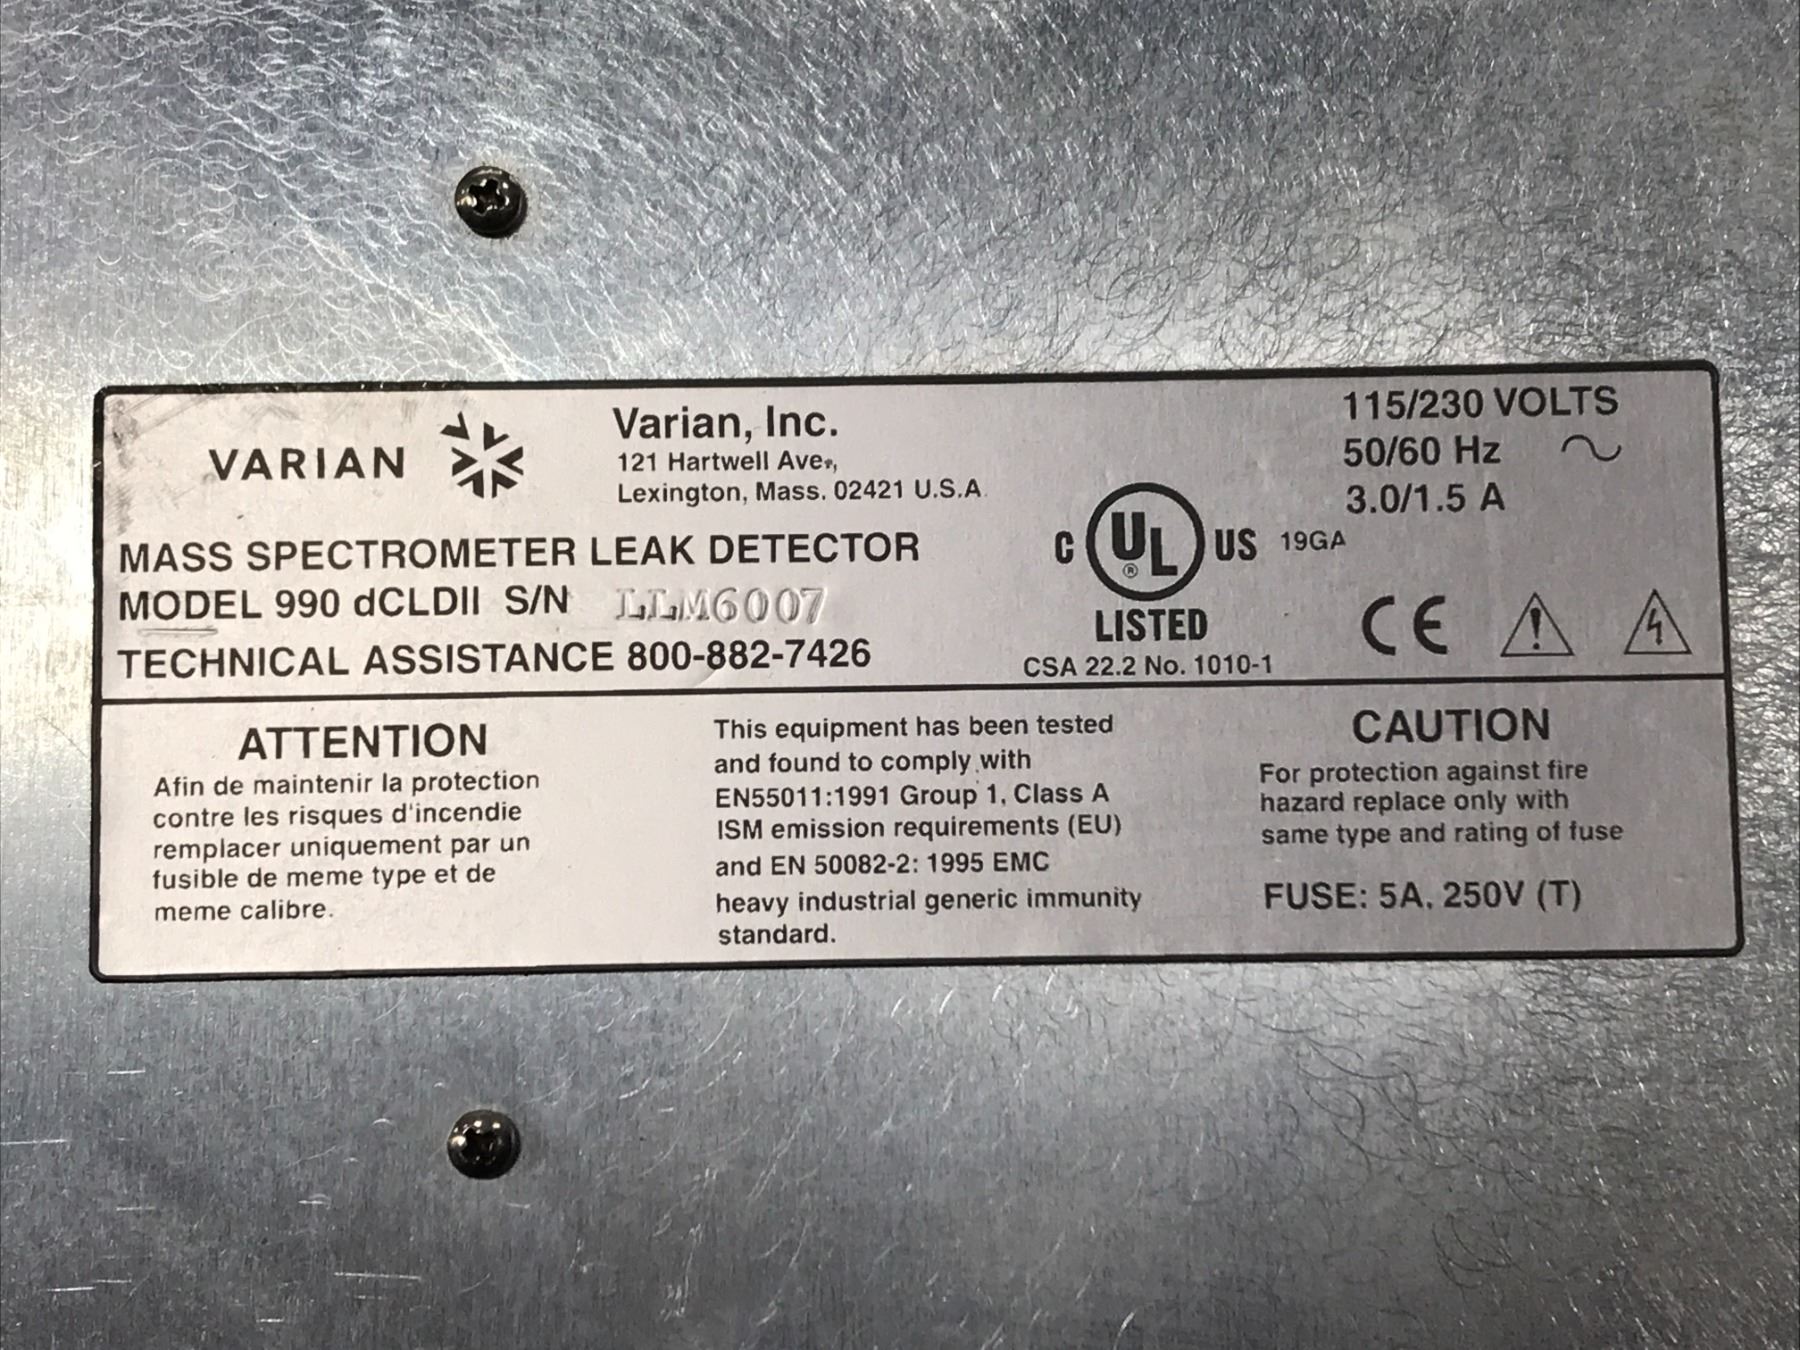 VARIAN
Varian, Inc.
121 Hartwell Ave.,
Lexington, Mass. 02421 U.S.A.
MASS SPECTROMETER LEAK DETECTOR
MODEL 990 dCLDII S/N LLM6007
TECHNICAL ASSISTANCE 800-882-7426
C UL US 19GA
®
LISTED
CSA 22.2 No. 1010-1
115/230 VOLTS
50/60 Hz ~
3.0/1.5 A
CE
ATTENTION
Afin de maintenir la protection
contre les risques d'incendie
remplacer uniquement par un
fusible de meme type et de
meme calibre.
This equipment has been tested
and found to comply with
EN55011:1991 Group 1, Class A
ISM emission requirements (EU)
and EN 50082-2: 1995 EMC
heavy industrial generic immunity
standard.
CAUTION
For protection against fire
hazard replace only with
same type and rating of fuse
FUSE: 5A, 250V (T)